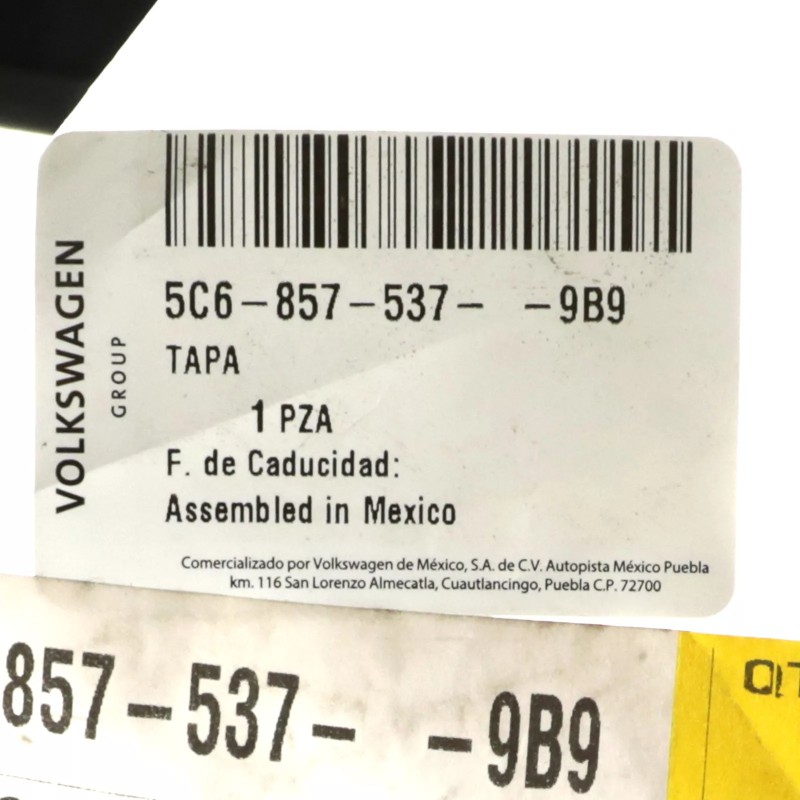 VOLKSWAGEN
GROUP
5C6-857-537- -9B9
TAPA
1 PZA
F. de Caducidad:
Assembled in Mexico
Comercializado por Volkswagen de México, S.A. de C.V. Autopista México Puebla
km. 116 San Lorenzo Almecatla, Cuautlancingo, Puebla C.P. 72700
857-537- -9B9